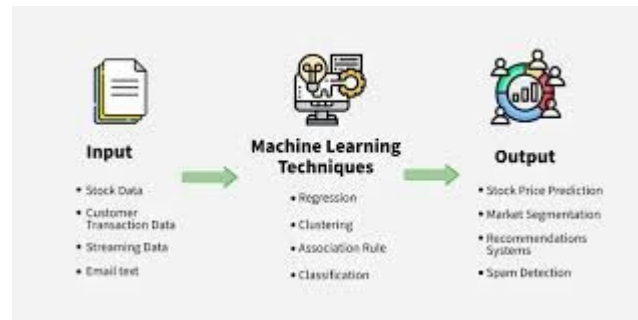 Input
• Stock Data
• Customer
Transaction Data
• Streaming Data
• Email text
Machine Learning
Techniques
• Regression
• Clustering
• Association Rule
• Classification
Output
• Stock Price Prediction
• Market Segmentation
• Recommendations
Systems
• Spam Detection